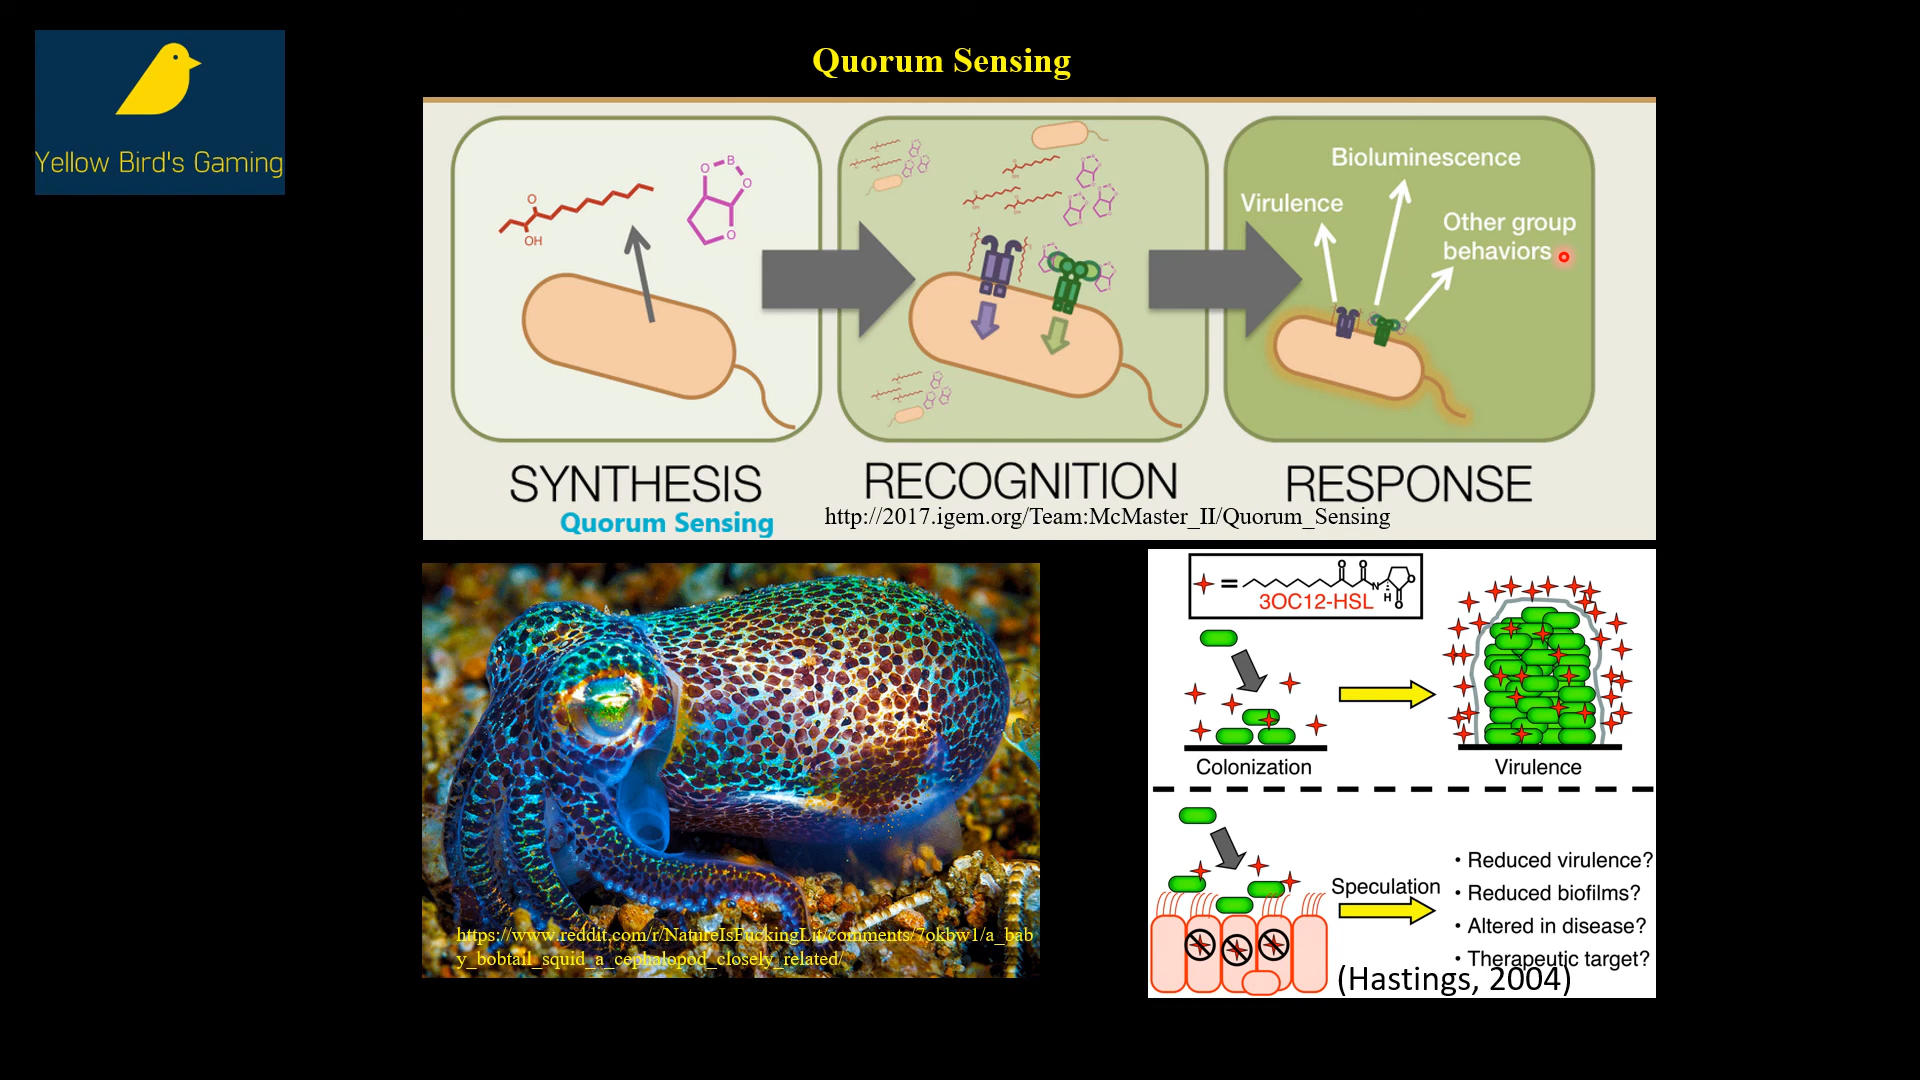 Quorum Sensing
Yellow Bird's Gaming
O
OH
O
B
O
O
Virulence
Bioluminescence
Other group
behaviors
SYNTHESIS
RECOGNITION
RESPONSE
Quorum Sensing
http://2017.igem.org/Team:McMaster_II/Quorum_Sensing
https://www.reddit.com/r/NatureIsFuckingLit/comments/7okbw1/a_bab
y_bobtail_squid_a_cephalopod_closely_related/
=
O O
N
H
O
O
3OC12-HSL
Colonization
Virulence
Speculation
• Reduced virulence?
• Reduced biofilms?
• Altered in disease?
• Therapeutic target?
(Hastings, 2004)